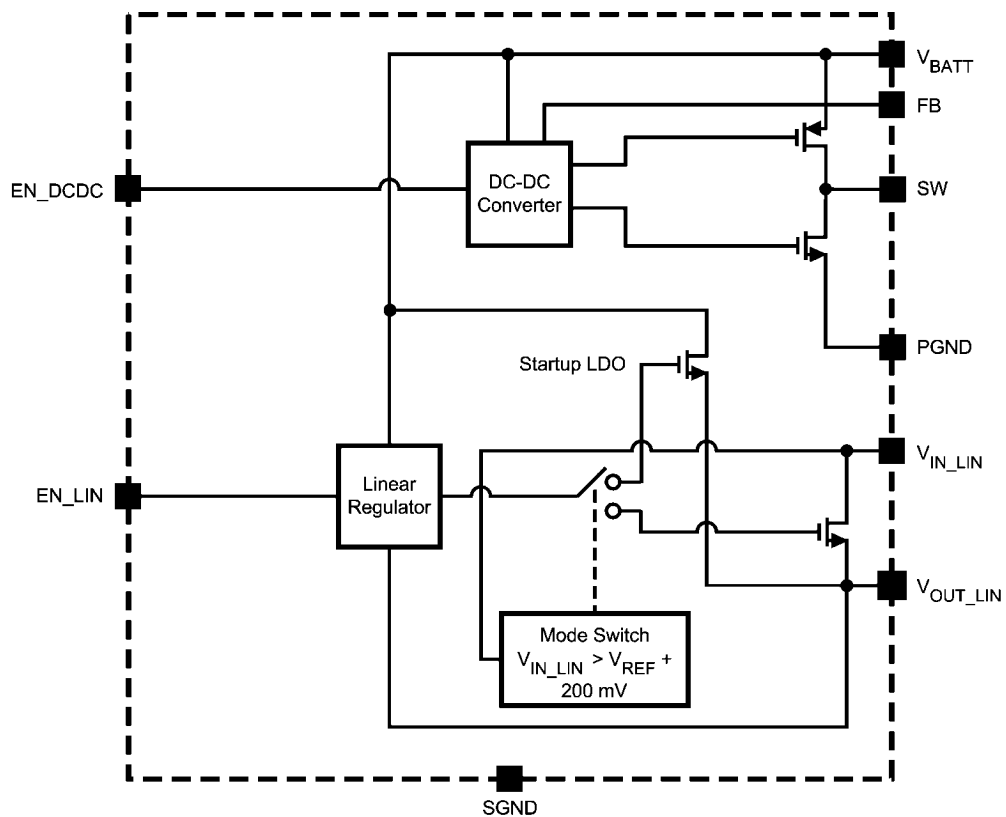 V_BATT
FB
EN_DCDC
DC-DC
Converter
SW
PGND
Startup LDO
V_IN_LIN
EN_LIN
Linear
Regulator
V_OUT_LIN
Mode Switch
V_IN_LIN > V_REF +
200 mV
SGND